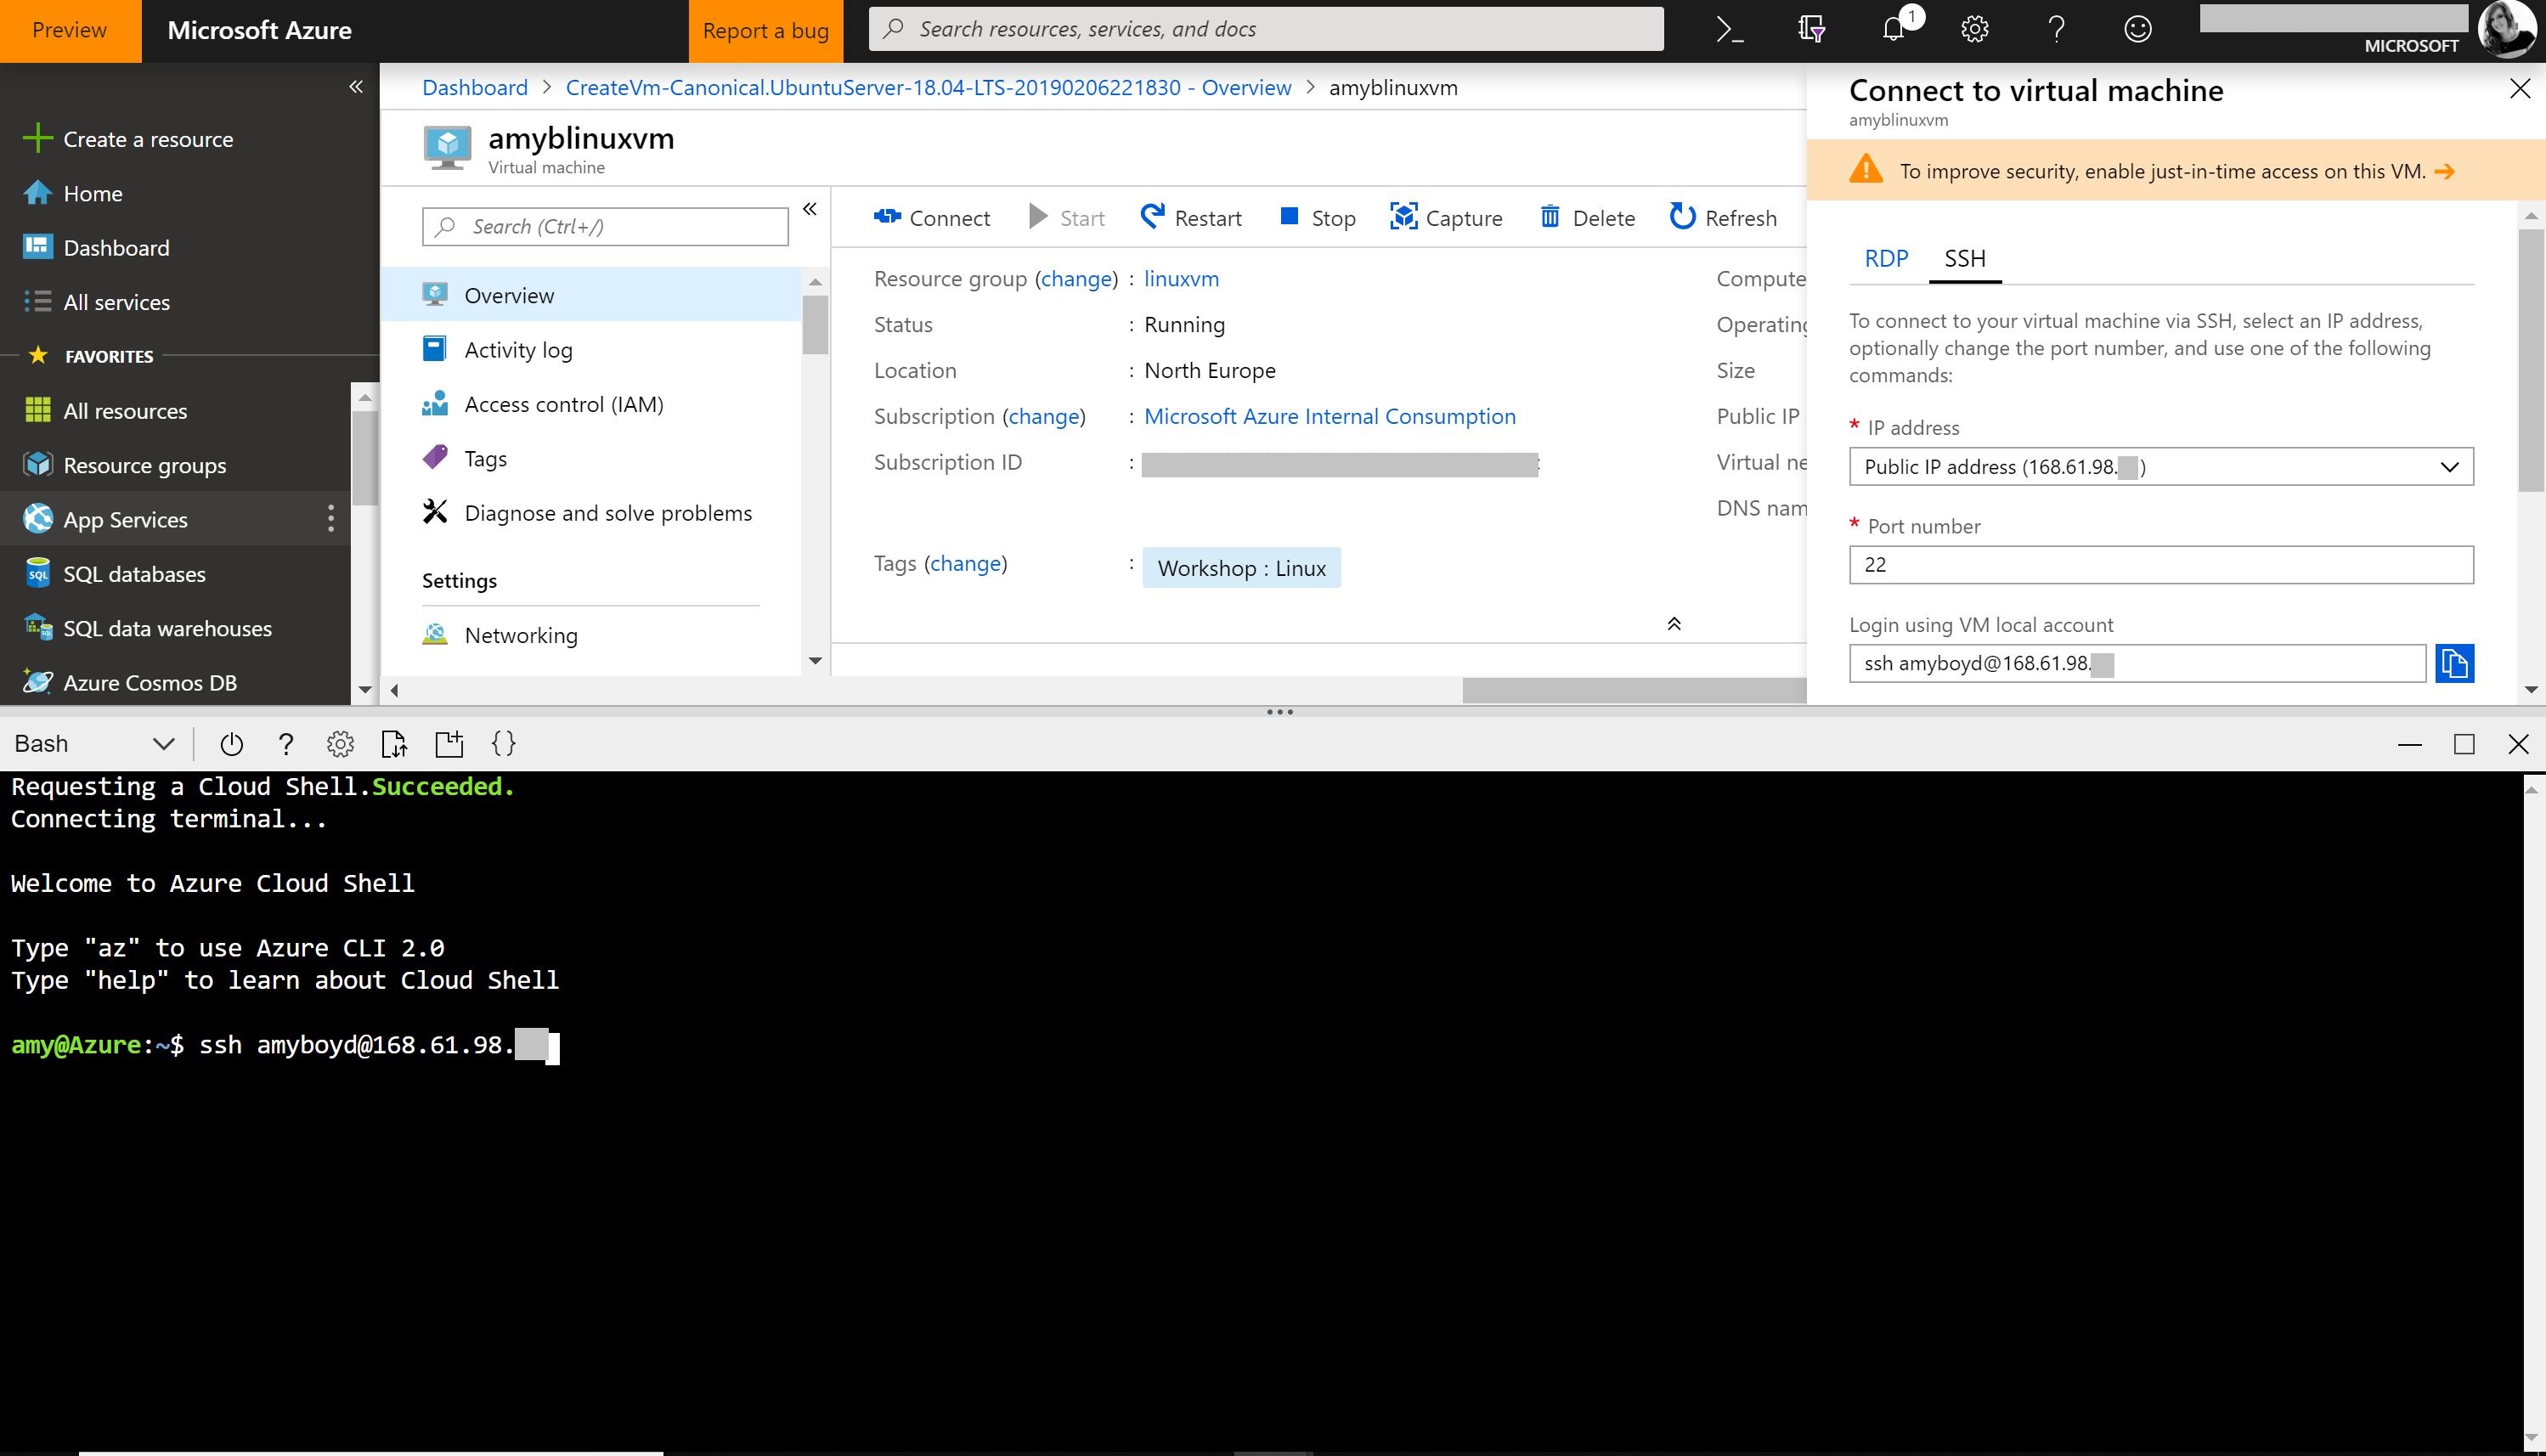 Preview
Microsoft Azure
Report a bug
Search resources, services, and docs
1
MICROSOFT
Create a resource
Home
Dashboard
All services
FAVORITES
All resources
Resource groups
App Services
SQL databases
SQL data warehouses
Azure Cosmos DB
Dashboard > CreateVm-Canonical.UbuntuServer-18.04-LTS-20190206221830 - Overview > amyblinuxvm
amyblinuxvm
Virtual machine
Search (Ctrl+/)
Overview
Activity log
Access control (IAM)
Tags
Diagnose and solve problems
Settings
Networking
Connect Start Restart Stop Capture Delete Refresh
Resource group (change) : linuxvm
Status : Running
Location : North Europe
Subscription (change) : Microsoft Azure Internal Consumption
Subscription ID :
Tags (change) : Workshop : Linux
Compute
Operating
Size
Public IP
Virtual ne
DNS nam
Connect to virtual machine
amyblinuxvm
To improve security, enable just-in-time access on this VM.
RDP SSH
To connect to your virtual machine via SSH, select an IP address,
optionally change the port number, and use one of the following
commands:
* IP address
Public IP address (168.61.98. )
* Port number
22
Login using VM local account
ssh amyboyd@168.61.98.
Bash
? { }
Requesting a Cloud Shell.Succeeded.
Connecting terminal...
Welcome to Azure Cloud Shell
Type "az" to use Azure CLI 2.0
Type "help" to learn about Cloud Shell
amy@Azure:~$ ssh amyboyd@168.61.98.